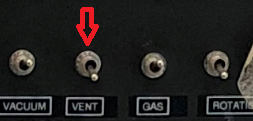 VACUUM VENT GAS ROTATI